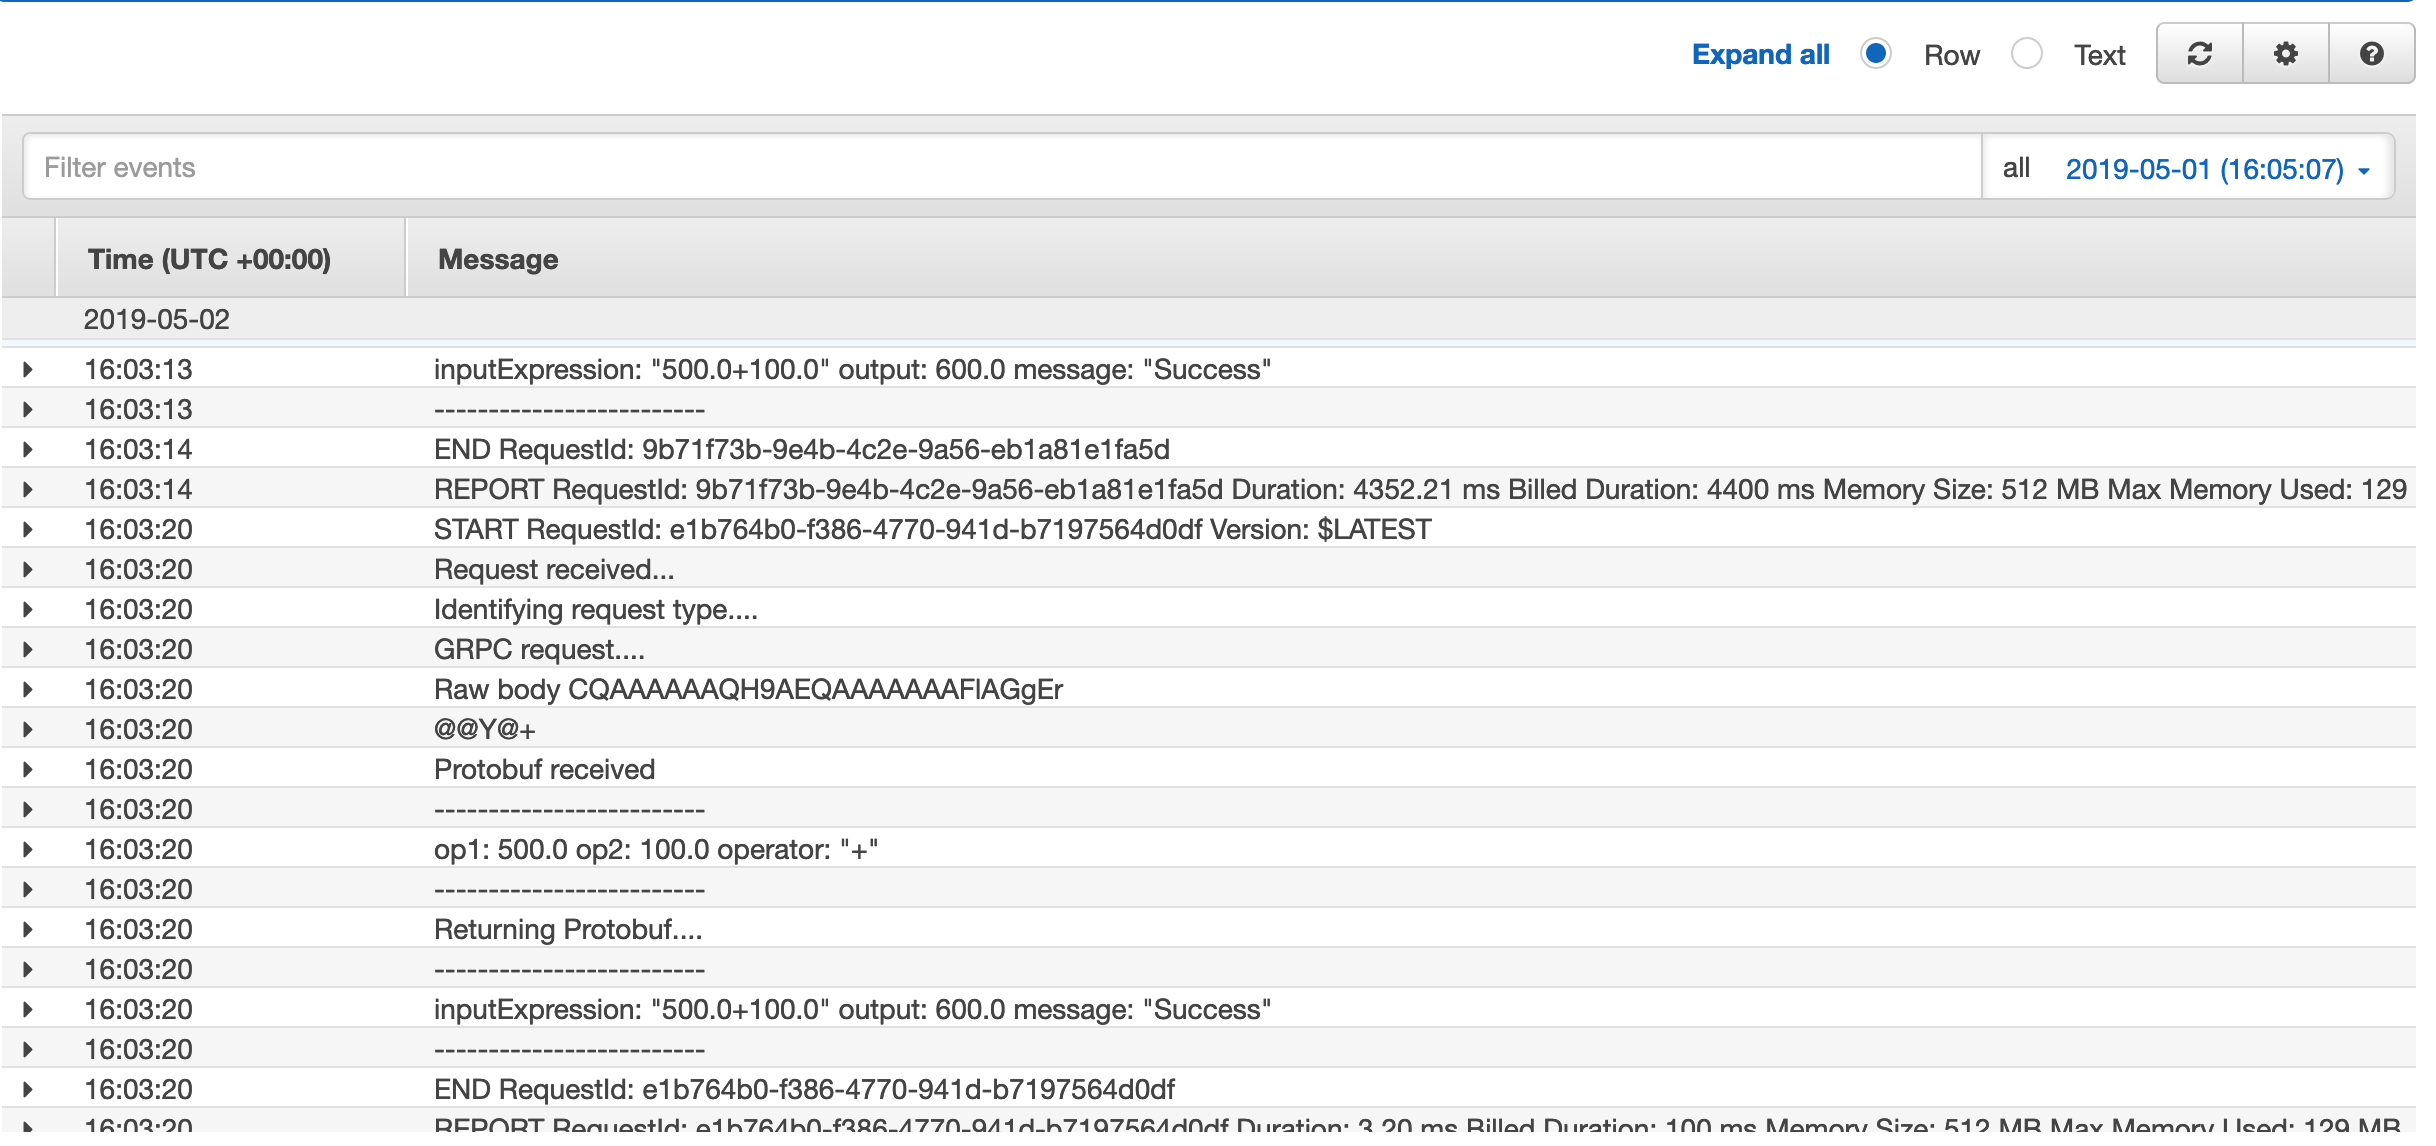 Expand all Row Text
Filter events all 2019-05-01 (16:05:07)
Time (UTC +00:00) Message
2019-05-02
16:03:13 inputExpression: "500.0+100.0" output: 600.0 message: "Success"
16:03:13 -------------------------
16:03:14 END RequestId: 9b71f73b-9e4b-4c2e-9a56-eb1a81e1fa5d
16:03:14 REPORT RequestId: 9b71f73b-9e4b-4c2e-9a56-eb1a81e1fa5d Duration: 4352.21 ms Billed Duration: 4400 ms Memory Size: 512 MB Max Memory Used: 129
16:03:20 START RequestId: e1b764b0-f386-4770-941d-b7197564d0df Version: $LATEST
16:03:20 Request received...
16:03:20 Identifying request type....
16:03:20 GRPC request....
16:03:20 Raw body CQAAAAAAQH9AEQAAAAAAAFlAGgEr
16:03:20 @@Y@+
16:03:20 Protobuf received
16:03:20 -------------------------
16:03:20 op1: 500.0 op2: 100.0 operator: "+"
16:03:20 -------------------------
16:03:20 Returning Protobuf....
16:03:20 -------------------------
16:03:20 inputExpression: "500.0+100.0" output: 600.0 message: "Success"
16:03:20 -------------------------
16:03:20 END RequestId: e1b764b0-f386-4770-941d-b7197564d0df
16:03:20 REPORT RequestId: e1b764b0-f386-4770-941d-b7197564d0df Duration: 3.20 ms Billed Duration: 100 ms Memory Size: 512 MB Max Memory Used: 129 MB